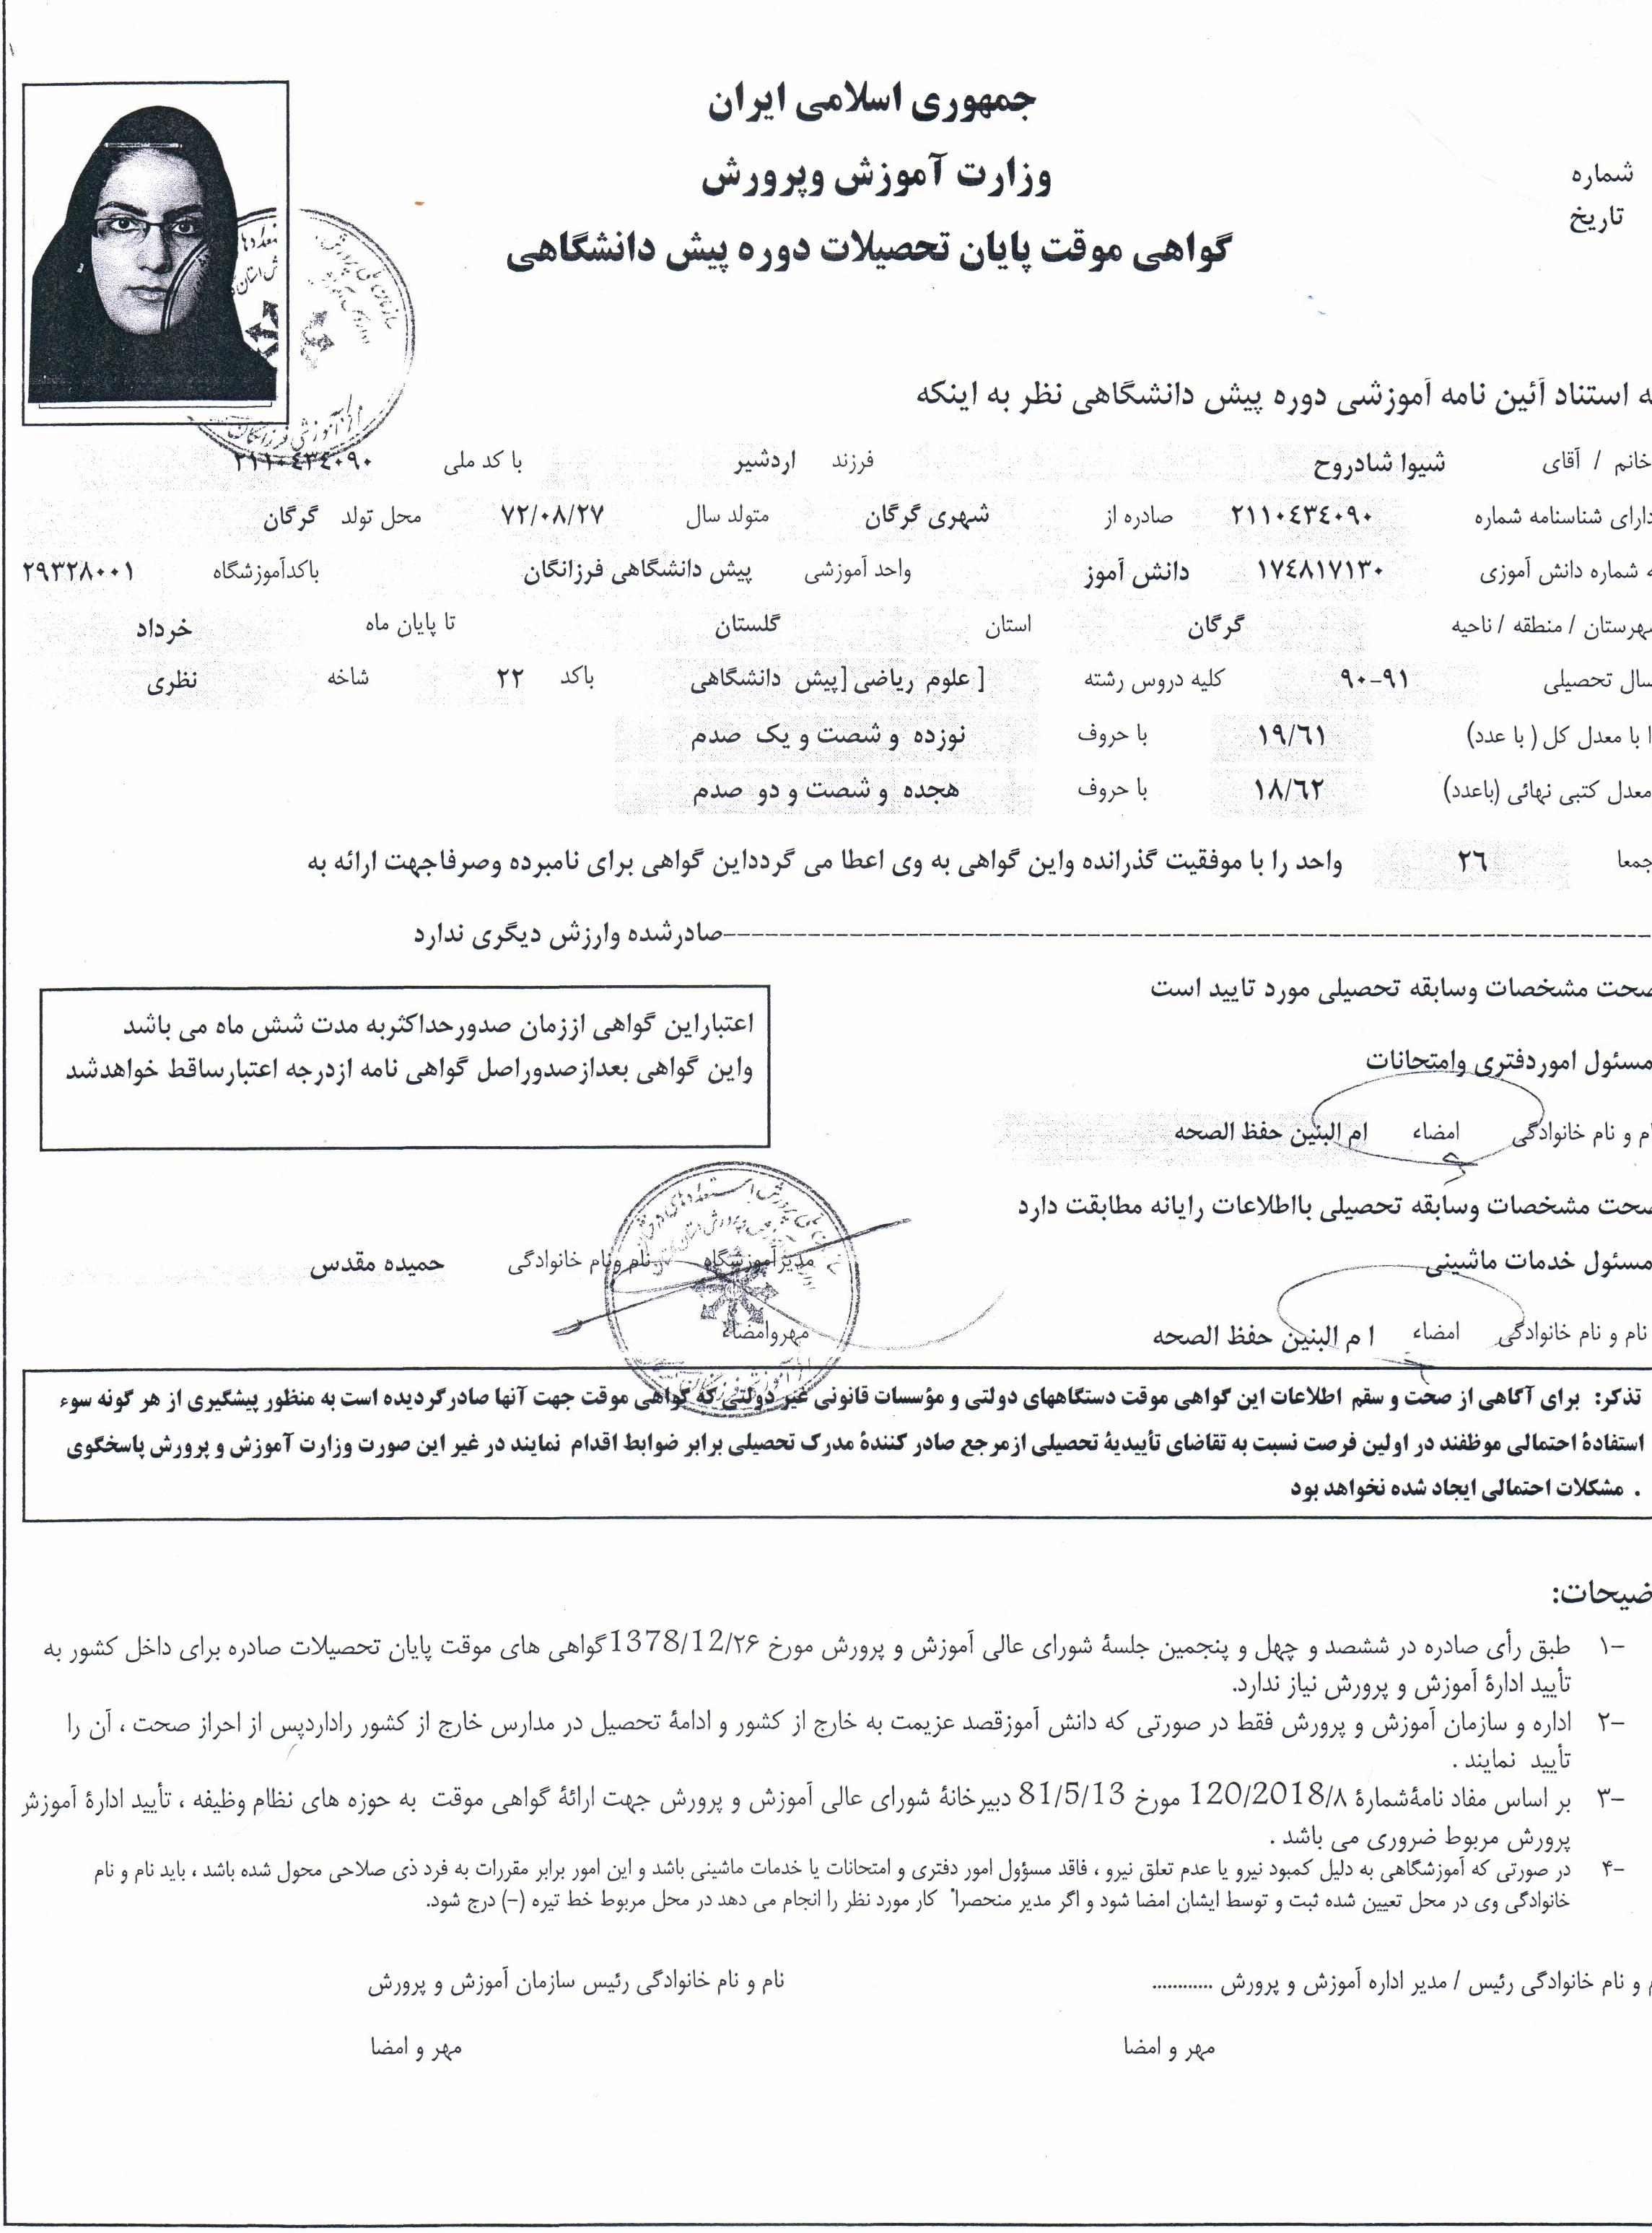 جمهوری اسلامی ایران
وزارت آموزش وپرورش
گواهی موقت پایان تحصیلات دوره پیش دانشگاهی
شماره
تاریخ
ه استناد آئین نامه آموزشی دوره پیش دانشگاهی نظر به اینکه
خانم / آقای شیوا شادروح فرزند اردشیر با کد ملی ۲۱۱۰۴۳۴۰۹۰
دارای شناسنامه شماره ۲۱۱۰۴۳۴۰۹۰ صادره از شهری گرگان متولد سال ۷۲/۰۸/۲۷ محل تولد گرگان
ه شماره دانش آموزی ۱۷۴۸۱۷۱۳۰ دانش آموز واحد آموزشی پیش دانشگاهی فرزانگان باکدآموزشگاه ۲۹۳۲۸۰۰۱
هرستان / منطقه / ناحیه گرگان استان گلستان تا پایان ماه خرداد
سال تحصیلی ۹۰-۹۱ کلیه دروس رشته [ علوم ریاضی [پیش دانشگاهی باکد ۲۲ شاخه نظری
ا با معدل کل ( با عدد) ۱۹/۶۱ با حروف نوزده و شصت و یک صدم
معدل کتبی نهائی (باعدد) ۱۸/۶۲ با حروف هجده و شصت و دو صدم
جمعا ۲۶ واحد را با موفقیت گذرانده واین گواهی به وی اعطا می گردداین گواهی برای نامبرده وصرفاجهت ارائه به
صادرشده وارزش دیگری ندارد
صحت مشخصات وسابقه تحصیلی مورد تایید است
اعتباراین گواهی اززمان صدورحداکثربه مدت شش ماه می باشد
واین گواهی بعدازصدوراصل گواهی نامه ازدرجه اعتبارساقط خواهدشد
مسئول اموردفتری وامتحانات
ام و نام خانوادگی امضاء ام البنین حفظ الصحه
صحت مشخصات وسابقه تحصیلی بااطلاعات رایانه مطابقت دارد
مسئول خدمات ماشینی
مدیرآموزشگاه نام ونام خانوادگی حمیده مقدس
نام و نام خانوادگی امضاء ا م البنین حفظ الصحه
مهروامضاء
تذکر: برای آگاهی از صحت و سقم اطلاعات این گواهی موقت دستگاههای دولتی و مؤسسات قانونی غیر دولتی که گواهی موقت جهت آنها صادرگردیده است به منظور پیشگیری از هر گونه سوء
استفادۀ احتمالی موظفند در اولین فرصت نسبت به تقاضای تأییدیۀ تحصیلی ازمرجع صادر کنندۀ مدرک تحصیلی برابر ضوابط اقدام نمایند در غیر این صورت وزارت آموزش و پرورش پاسخگوی
. مشکلات احتمالی ایجاد شده نخواهد بود
ضیحات:
۱- طبق رأی صادره در ششصد و چهل و پنجمین جلسۀ شورای عالی آموزش و پرورش مورخ 1378/12/۲۶ گواهی های موقت پایان تحصیلات صادره برای داخل کشور به
تأیید ادارۀ آموزش و پرورش نیاز ندارد.
۲- اداره و سازمان آموزش و پرورش فقط در صورتی که دانش آموزقصد عزیمت به خارج از کشور و ادامۀ تحصیل در مدارس خارج از کشور راداردپس از احراز صحت ، آن را
تأیید نمایند .
۳- بر اساس مفاد نامۀشمارۀ 120/2018/۸ مورخ 81/5/13 دبیرخانۀ شورای عالی آموزش و پرورش جهت ارائۀ گواهی موقت به حوزه های نظام وظیفه ، تأیید ادارۀ آموزش
پرورش مربوط ضروری می باشد .
۴- در صورتی که آموزشگاهی به دلیل کمبود نیرو یا عدم تعلق نیرو ، فاقد مسؤول امور دفتری و امتحانات یا خدمات ماشینی باشد و این امور برابر مقررات به فرد ذی صلاحی محول شده باشد ، باید نام و نام
خانوادگی وی در محل تعیین شده ثبت و توسط ایشان امضا شود و اگر مدیر منحصراً کار مورد نظر را انجام می دهد در محل مربوط خط تیره (-) درج شود.
م و نام خانوادگی رئیس / مدیر اداره آموزش و پرورش ............ نام و نام خانوادگی رئیس سازمان آموزش و پرورش
مهر و امضا مهر و امضا